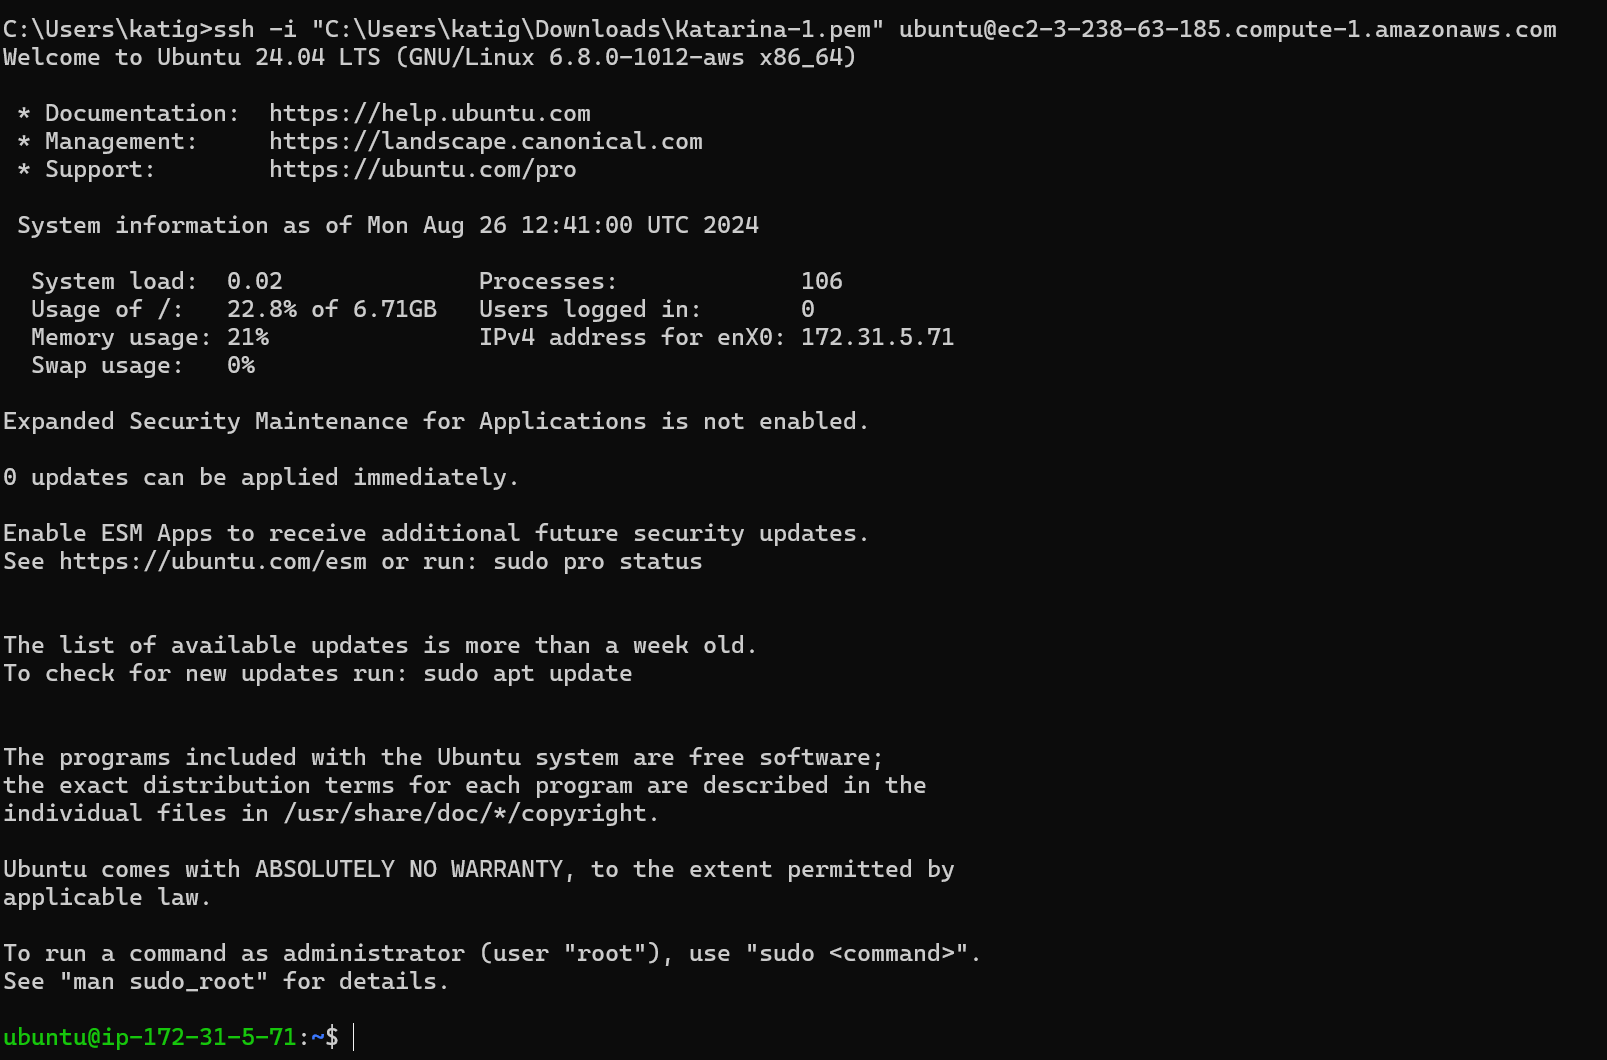 C:\Users\katig>ssh -i "C:\Users\katig\Downloads\Katarina-1.pem" ubuntu@ec2-3-238-63-185.compute-1.amazonaws.com
Welcome to Ubuntu 24.04 LTS (GNU/Linux 6.8.0-1012-aws x86_64)

 * Documentation:  https://help.ubuntu.com
 * Management:     https://landscape.canonical.com
 * Support:        https://ubuntu.com/pro

 System information as of Mon Aug 26 12:41:00 UTC 2024

  System load:  0.02              Processes:             106
  Usage of /:   22.8% of 6.71GB   Users logged in:       0
  Memory usage: 21%               IPv4 address for enX0: 172.31.5.71
  Swap usage:   0%

Expanded Security Maintenance for Applications is not enabled.

0 updates can be applied immediately.

Enable ESM Apps to receive additional future security updates.
See https://ubuntu.com/esm or run: sudo pro status


The list of available updates is more than a week old.
To check for new updates run: sudo apt update


The programs included with the Ubuntu system are free software;
the exact distribution terms for each program are described in the
individual files in /usr/share/doc/*/copyright.

Ubuntu comes with ABSOLUTELY NO WARRANTY, to the extent permitted by
applicable law.

To run a command as administrator (user "root"), use "sudo <command>".
See "man sudo_root" for details.

ubuntu@ip-172-31-5-71:~$